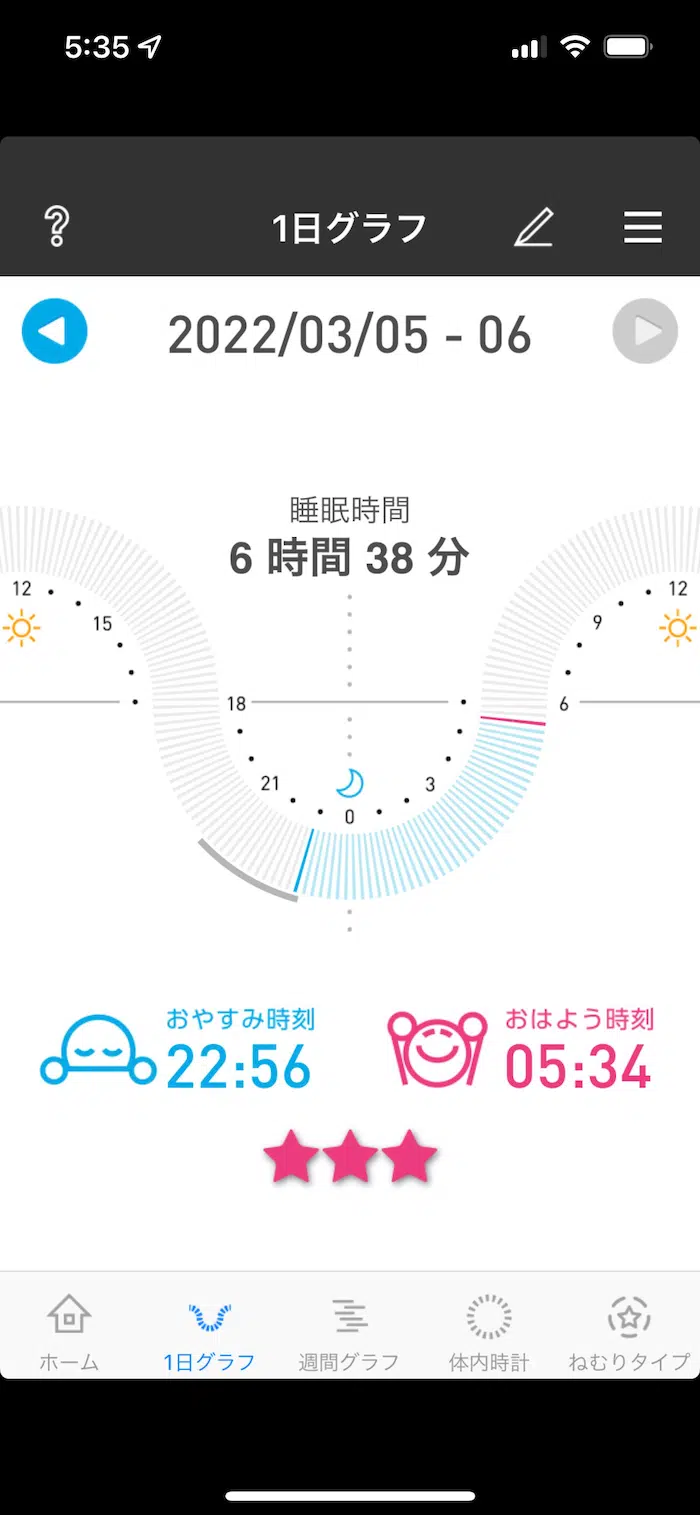 5:35
1日グラフ
2022/03/05 - 06
睡眠時間
6 時間 38 分
12
12
15
9
18
6
21
3
0
おやすみ時刻
22:56
おはよう時刻
05:34
ホーム
1日グラフ
週間グラフ
体内時計
ねむりタイプ